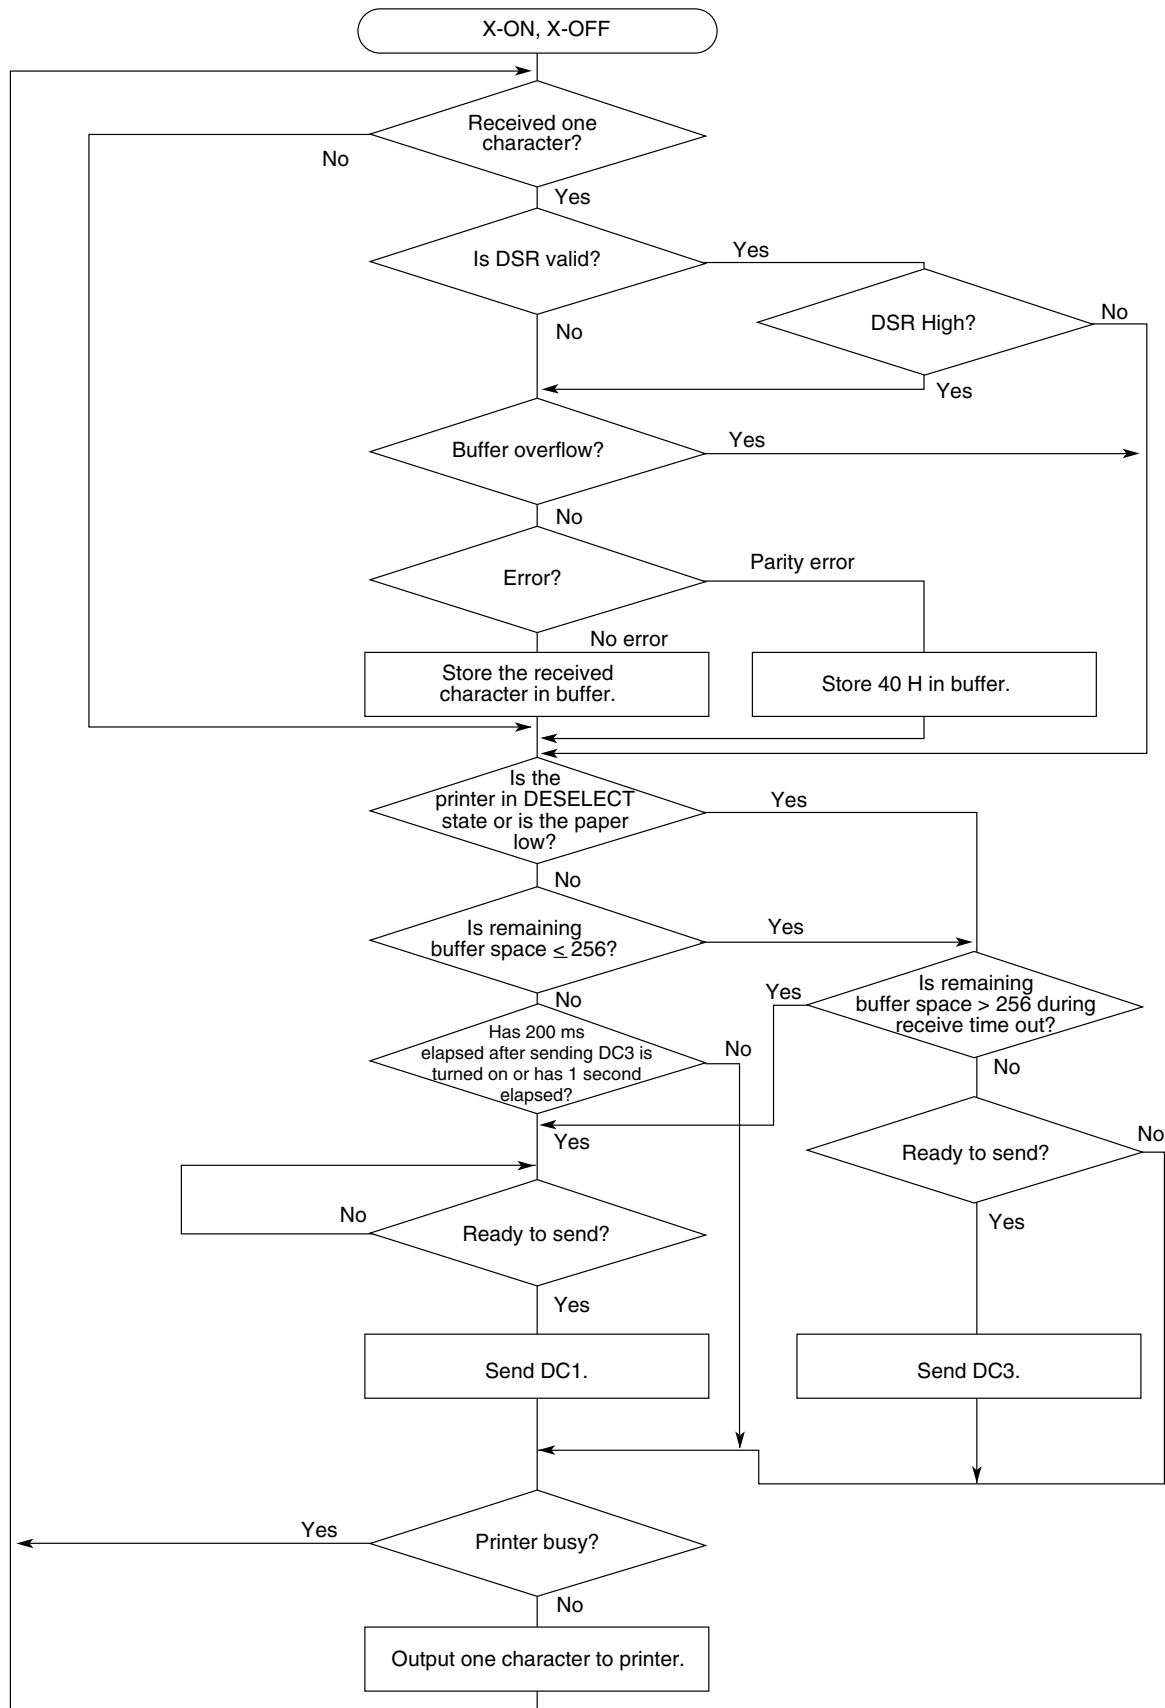 X-ON, X-OFF
Received one
character?
No
Yes
Is DSR valid?
Yes
No
DSR High?
No
Yes
Buffer overflow?
Yes
No
Error?
Parity error
No error
Store the received
character in buffer.
Store 40 H in buffer.
Is the
printer in DESELECT
state or is the paper
low?
Yes
No
Is remaining
buffer space ≤ 256?
Yes
No
Is remaining
buffer space > 256 during
receive time out?
Yes
No
Has 200 ms
elapsed after sending DC3 is
turned on or has 1 second
elapsed?
No
Yes
Ready to send?
No
Yes
Ready to send?
No
Yes
Send DC1.
Send DC3.
Printer busy?
Yes
No
Output one character to printer.